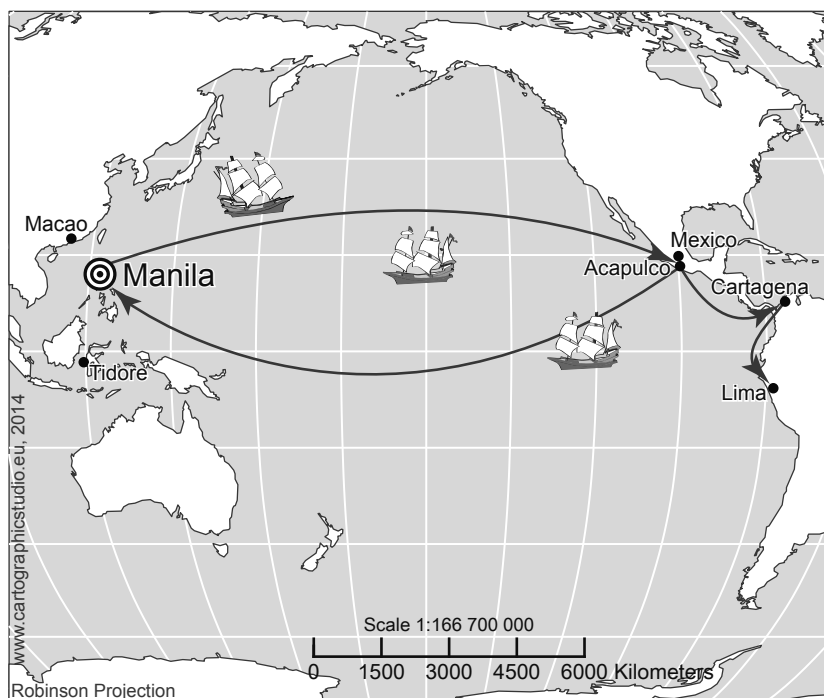 Macao
Manila
Mexico
Acapulco
Cartagena
Tidore
Lima
www.cartographicstudio.eu, 2014
Scale 1:166 700 000
0 1500 3000 4500 6000 Kilometers
Robinson Projection